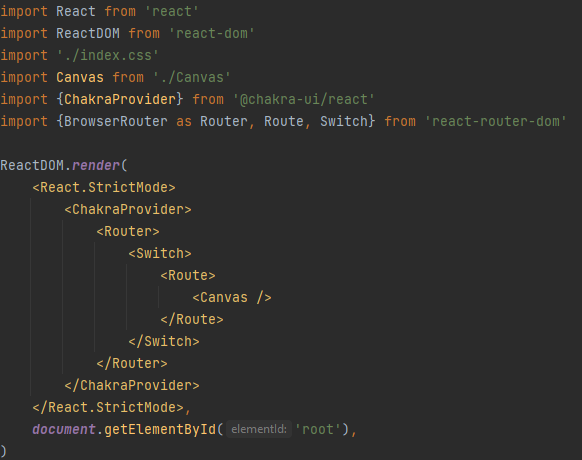 import React from 'react'
import ReactDOM from 'react-dom'
import './index.css'
import Canvas from './Canvas'
import {ChakraProvider} from '@chakra-ui/react'
import {BrowserRouter as Router, Route, Switch} from 'react-router-dom'

ReactDOM.render(
    <React.StrictMode>
        <ChakraProvider>
            <Router>
                <Switch>
                    <Route>
                        <Canvas />
                    </Route>
                </Switch>
            </Router>
        </ChakraProvider>
    </React.StrictMode>,
    document.getElementById( elementId: 'root'),
)